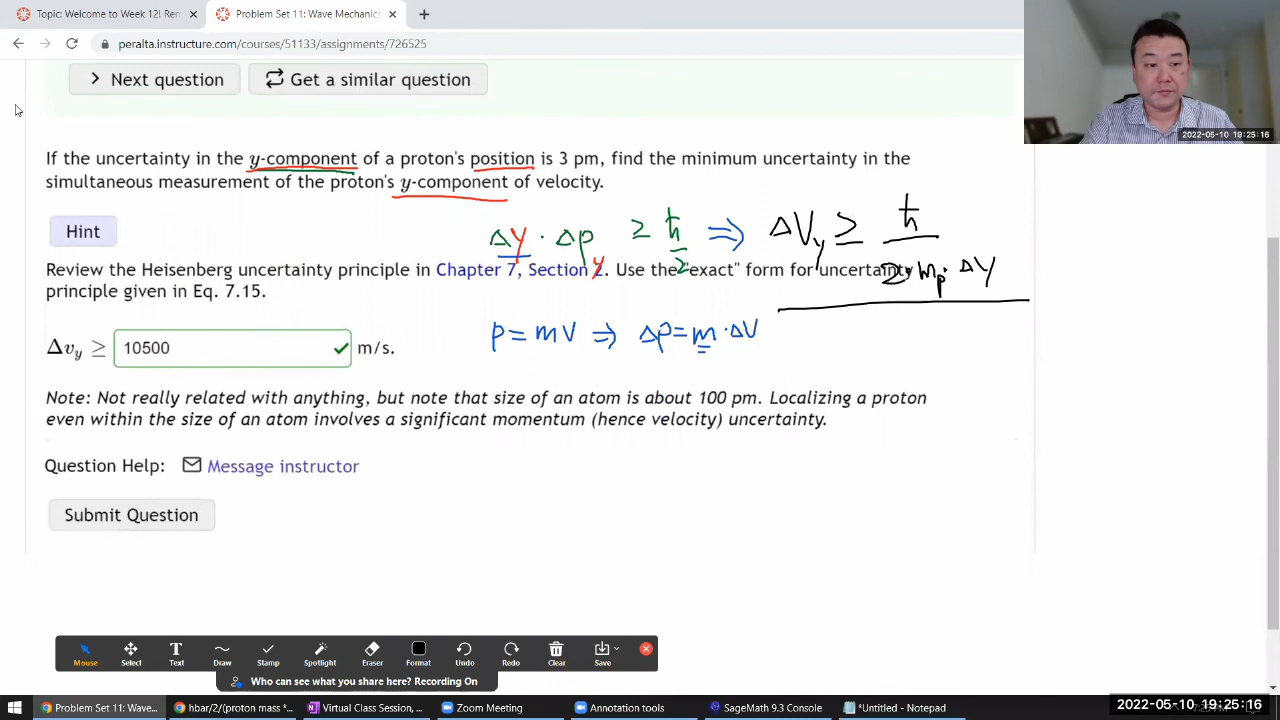 Topic: Welcome to Week 12! Ren
Problem Set 11: Wave Mechanics
peralta.instructure.com/courses/51133/assignments/726525
2022-05-10 19:25:16
Next question
Get a similar question
If the uncertainty in the y-component of a proton's position is 3 pm, find the minimum uncertainty in the
simultaneous measurement of the proton's y-component of velocity.
Hint
Δy · Δp_y ≥ ħ/2 ⇒ ΔV_y ≥ ħ/(2 · m_p · Δy)
Review the Heisenberg uncertainty principle in Chapter 7, Section 2. Use the "exact" form for uncertainty
principle given in Eq. 7.15.
p = mV ⇒ Δp = m · ΔV
Δv_y ≥ 10500 m/s.
Note: Not really related with anything, but note that size of an atom is about 100 pm. Localizing a proton
even within the size of an atom involves a significant momentum (hence velocity) uncertainty.
Question Help: Message instructor
Submit Question
Mouse Select Text Draw Stamp Spotlight Eraser Format Undo Redo Clear Save
Who can see what you share here? Recording On
Problem Set 11: Wave...
hbar/2/(proton mass *...
Virtual Class Session, ...
Zoom Meeting
Annotation tools
SageMath 9.3 Console
*Untitled - Notepad
2022-05-10 19:25:16